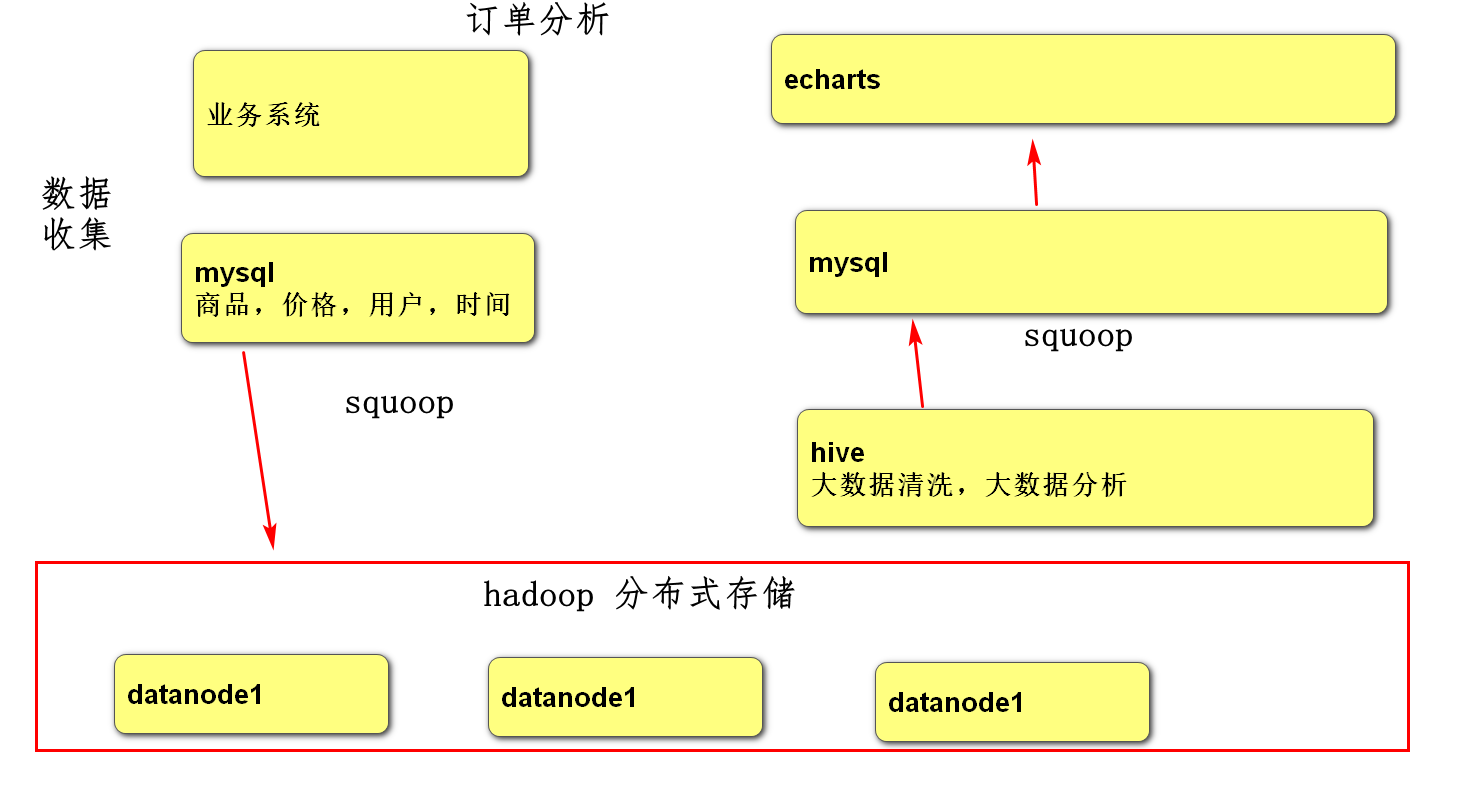 订单分析
业务系统
数据
收集
mysql
商品，价格，用户，时间
squoop
echarts
mysql
squoop
hive
大数据清洗，大数据分析
hadoop 分布式存储
datanode1
datanode1
datanode1